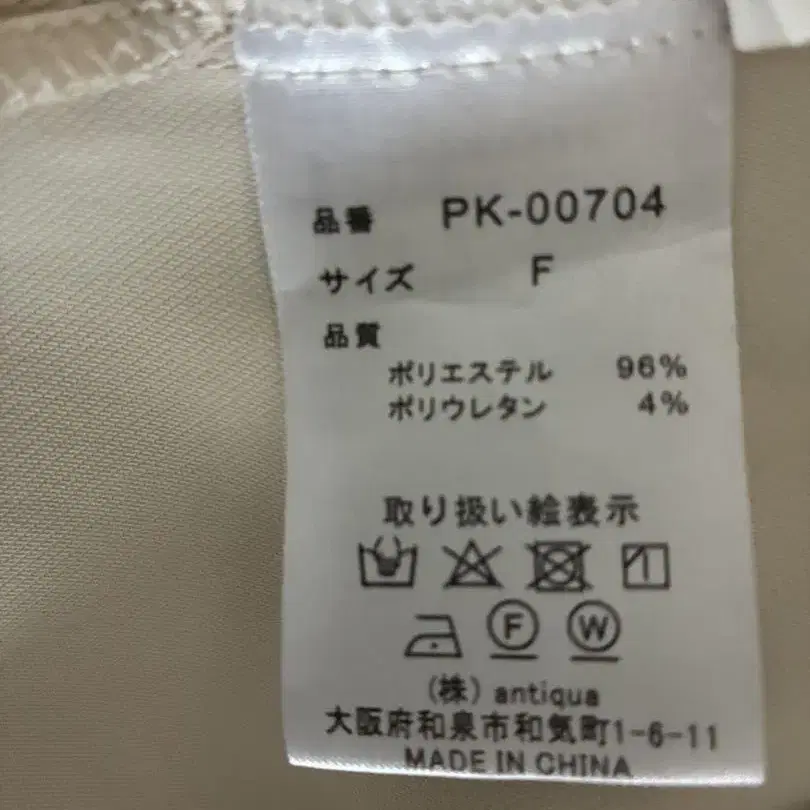 品番 PK-00704
サイズ F
品質
ポリエステル 96%
ポリウレタン 4%
取り扱い絵表示
F W
(株) antiqua
大阪府和泉市和気町1-6-11
MADE IN CHINA